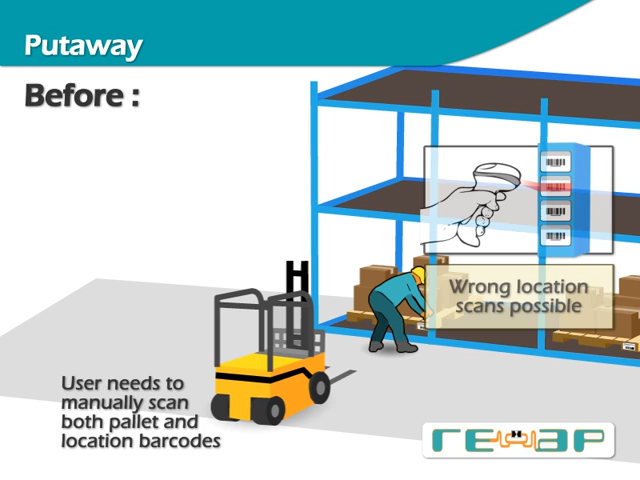 Putaway
Before :
Wrong location
scans possible
User needs to
manually scan
both pallet and
location barcodes